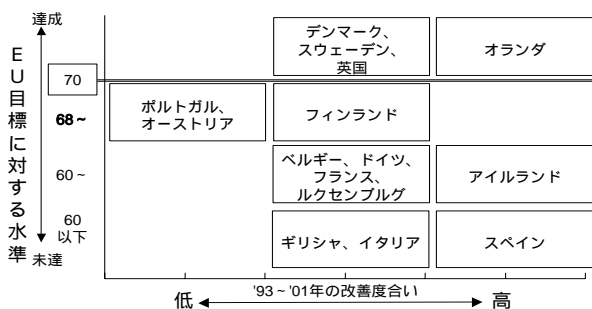 達成
EU目標に対する水準
70
68～
60～
60
以下
未達
デンマーク、
スウェーデン、
英国
オランダ
ポルトガル、
オーストリア
フィンランド
ベルギー、ドイツ、
フランス、
ルクセンブルグ
アイルランド
ギリシャ、イタリア
スペイン
'93～'01年の改善度合い
低
高